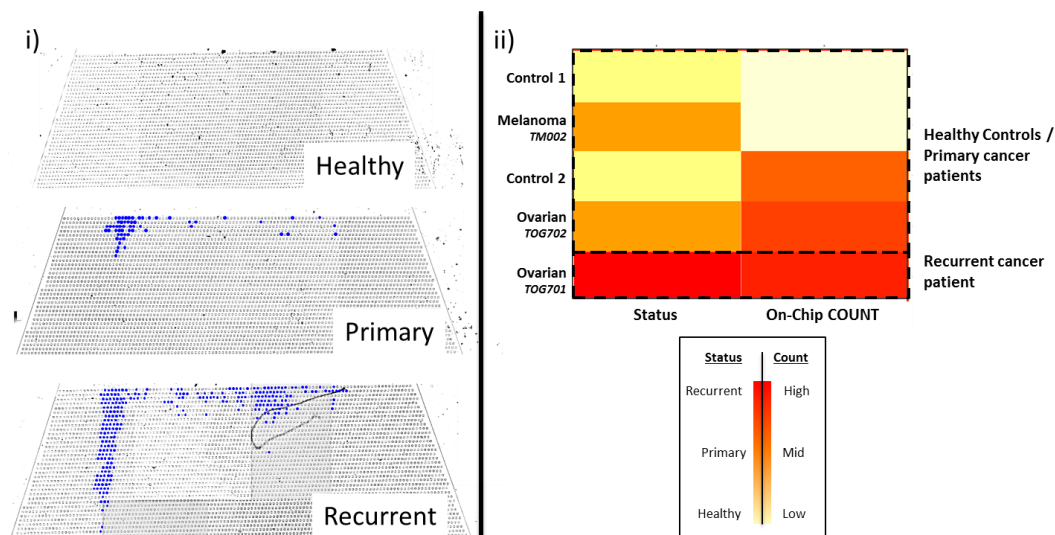 i)
Healthy
Primary
Recurrent
ii)
Control 1
Melanoma
TM002
Control 2
Ovarian
TOG702
Ovarian
TOG701
Healthy Controls /
Primary cancer
patients
Recurrent cancer
patient
Status On-Chip COUNT
Status Count
Recurrent High
Primary Mid
Healthy Low